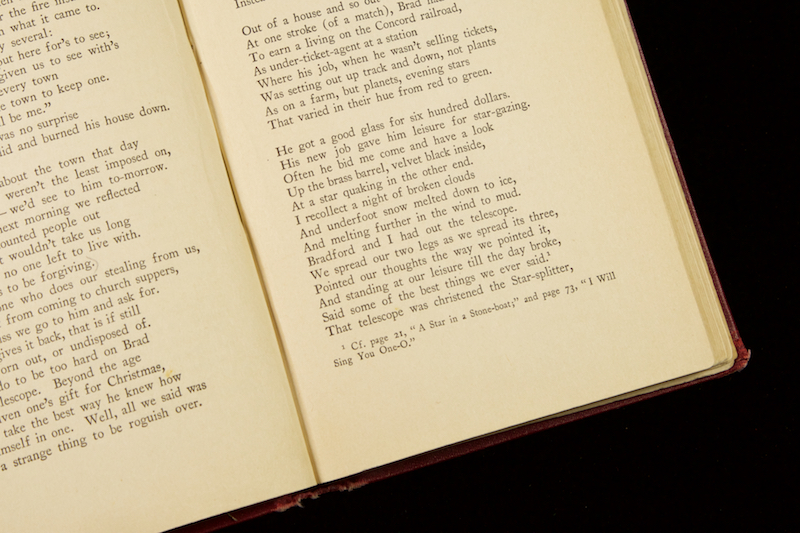 r the fire ins
n what it came to.
y several:
out here for's to see;
given us to see with's
every town
e town to keep one.
ll be me."
was no surprise
id and burned his house down.
about the town that day
weren't the least imposed on,
—we'd see to him to-morrow.
next morning we reflected
ounted people out
t wouldn't take us long
no one left to live with.
s to be forgiving.
one who does our stealing from us,
t from coming to church suppers,
ss we go to him and ask for.
gives it back, that is if still
orn out, or undisposed of.
do to be too hard on Brad
lescope. Beyond the age
iven one's gift for Christmas,
take the best way he knew how
mself in one. Well, all we said was
a strange thing to be roguish over.
Out of a house and so out
At one stroke (of a match), Brad had
To earn a living on the Concord railroad,
As under-ticket-agent at a station
Where his job, when he wasn't selling tickets,
Was setting out up track and down, not plants
As on a farm, but planets, evening stars
That varied in their hue from red to green.
He got a good glass for six hundred dollars.
His new job gave him leisure for star-gazing.
Often he bid me come and have a look
Up the brass barrel, velvet black inside,
At a star quaking in the other end.
I recollect a night of broken clouds
And underfoot snow melted down to ice,
And melting further in the wind to mud.
Bradford and I had out the telescope.
We spread our two legs as we spread its three,
Pointed our thoughts the way we pointed it,
And standing at our leisure till the day broke,
Said some of the best things we ever said.¹
That telescope was christened the Star-splitter,
¹ Cf. page 21, "A Star in a Stone-boat;" and page 73, "I Will
Sing You One-O."